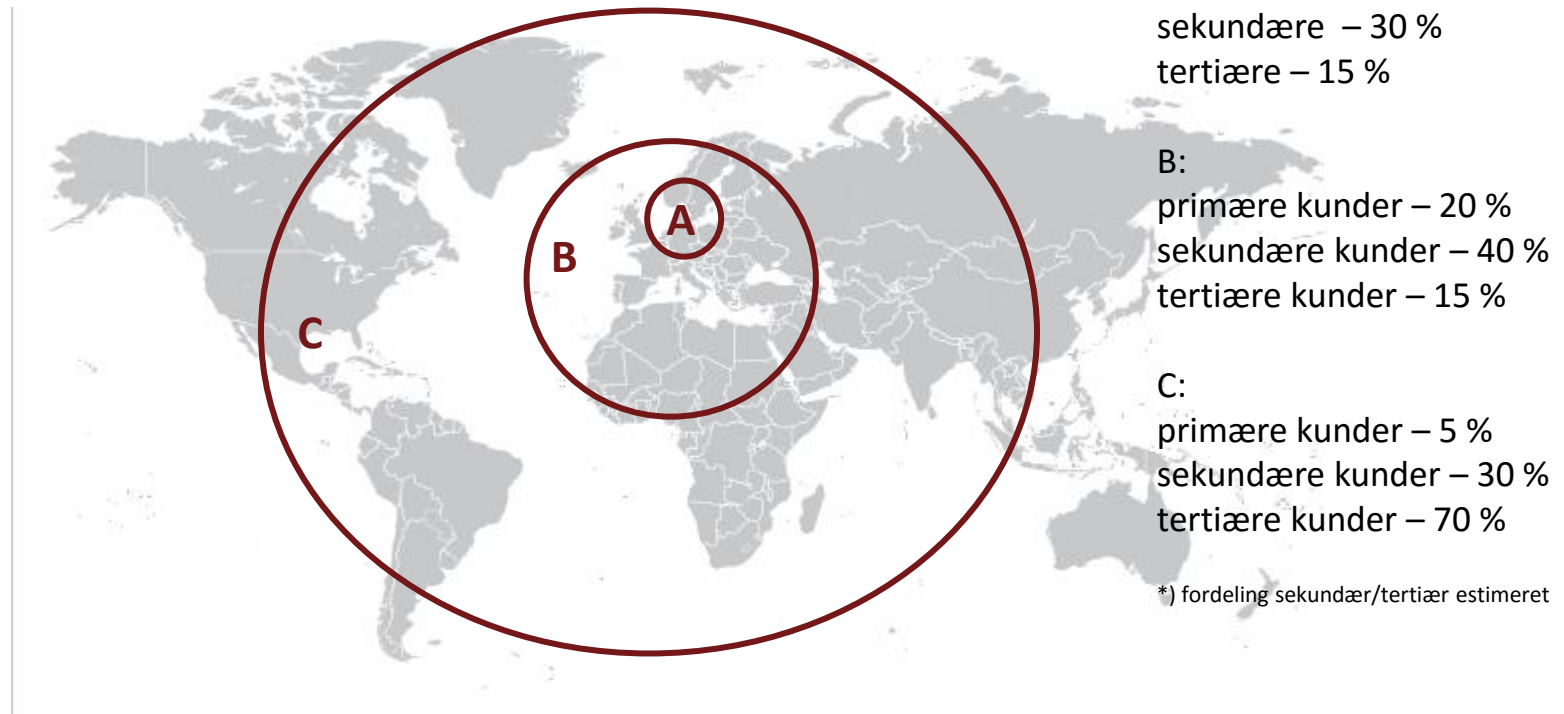 sekundære – 30 %
tertiære – 15 %
B:
primære kunder – 20 %
sekundære kunder – 40 %
tertiære kunder – 15 %
C:
primære kunder – 5 %
sekundære kunder – 30 %
tertiære kunder – 70 %
*) fordeling sekundær/tertiær estimeret
A
B
C